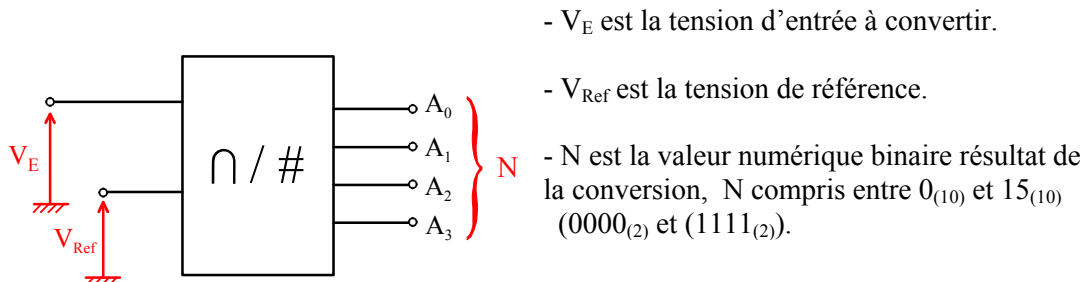 - V_E est la tension d'entrée à convertir.
- V_Ref est la tension de référence.
- N est la valeur numérique binaire résultat de
la conversion, N compris entre 0_(10) et 15_(10)
(0000_(2) et (1111_(2)).
V_E
V_Ref
∩ / #
A_0
A_1
A_2
A_3
N